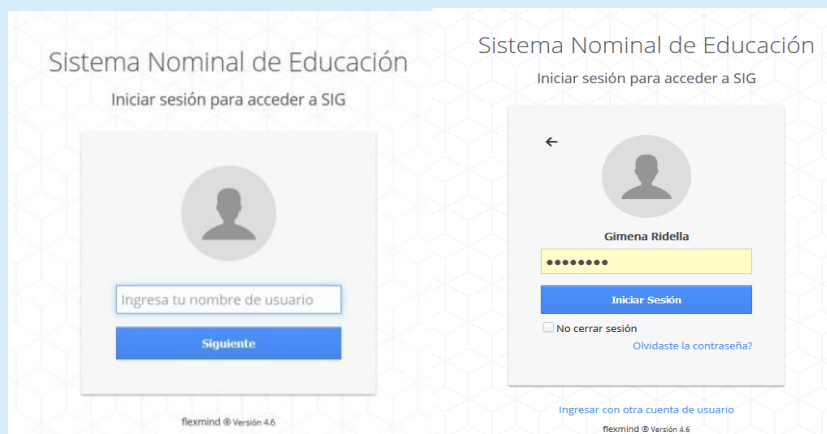 Sistema Nominal de Educación
Iniciar sesión para acceder a SIG
Ingresa tu nombre de usuario
Siguiente
flexmind ® Versión 4.6
Sistema Nominal de Educación
Iniciar sesión para acceder a SIG
Gimena Ridella
••••••••
Iniciar Sesión
No cerrar sesión
Olvidaste la contraseña?
Ingresar con otra cuenta de usuario
flexmind ® Versión 4.6